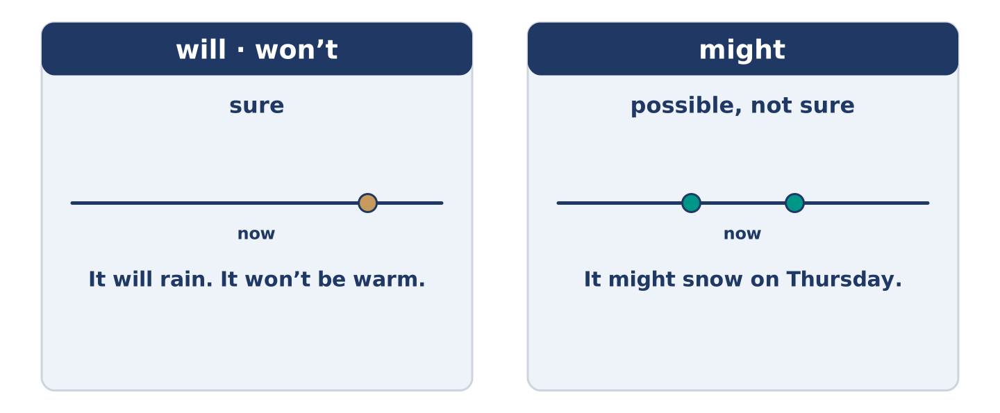 will · won’t
sure
now
It will rain. It won’t be warm.
might
possible, not sure
now
It might snow on Thursday.